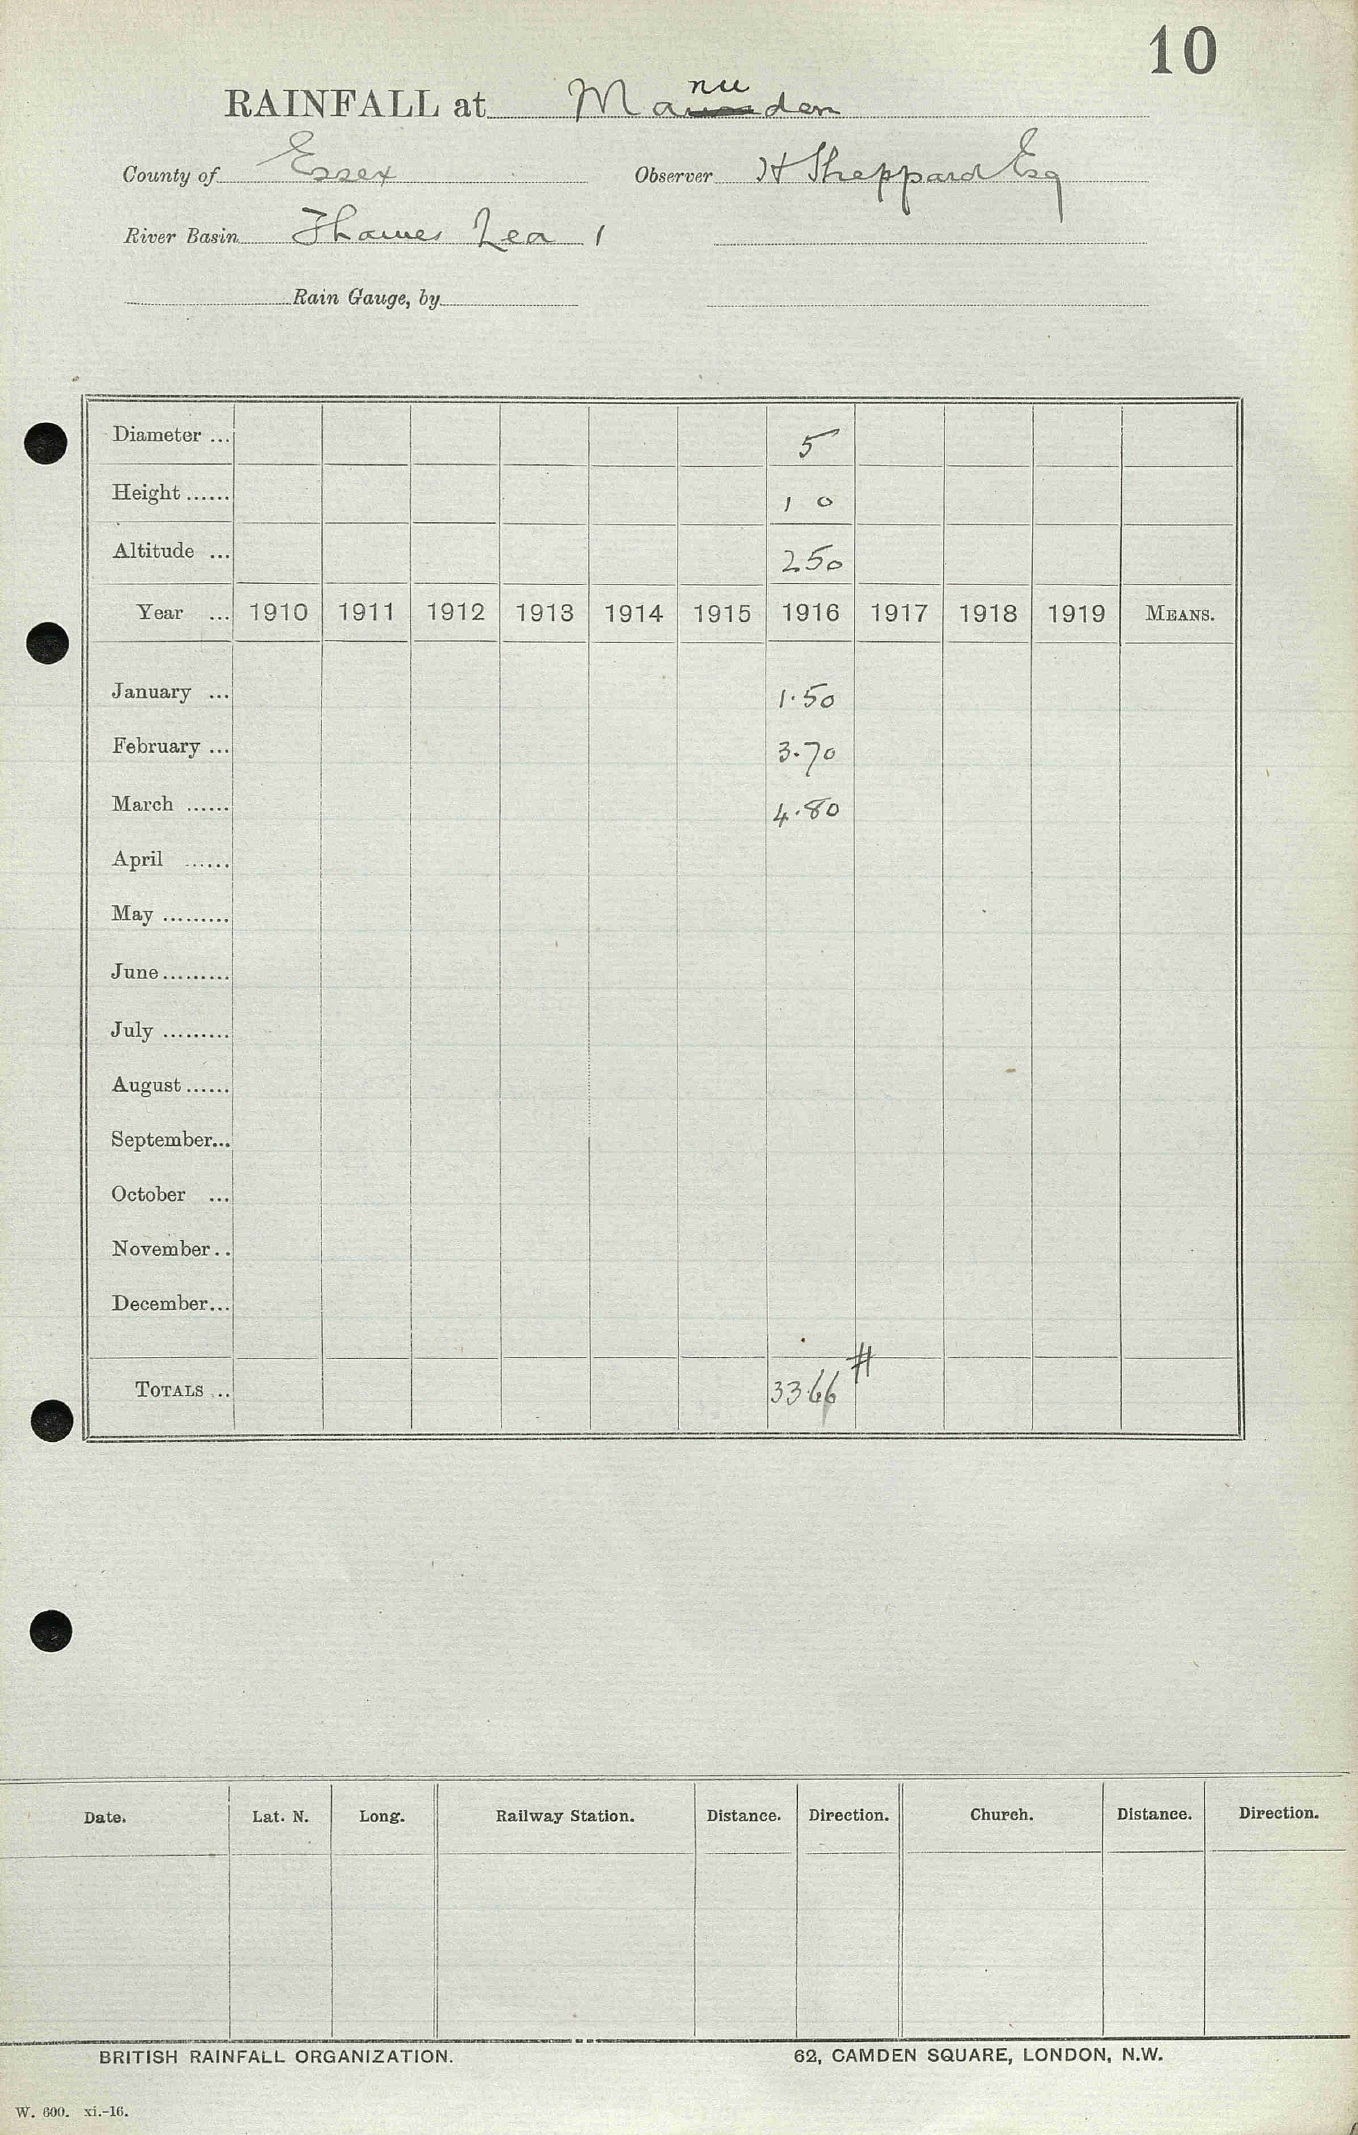 10
RAINFALL at Manuden
County of Essex Observer H Sheppard Esq
River Basin Thames Lea 1
Rain Gauge, by
Diameter ... 5
Height ...... 10
Altitude ... 250
Year ... 1910 1911 1912 1913 1914 1915 1916 1917 1918 1919 MEANS.
January ... 1.50
February ... 3.70
March ...... 4.80
April ......
May .........
June .........
July .........
August ......
September...
October ...
November ..
December...
TOTALS ... 33.66 #
Date. Lat. N. Long. Railway Station. Distance. Direction. Church. Distance. Direction.
BRITISH RAINFALL ORGANIZATION. 62, CAMDEN SQUARE, LONDON, N.W.
W. 600. xi.-16.